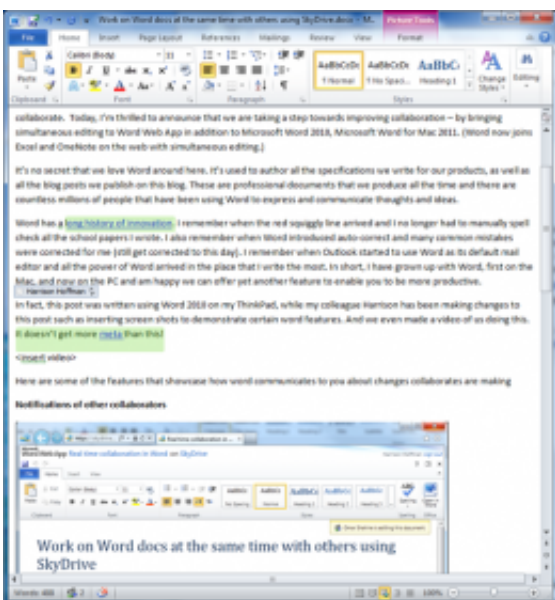 Work on Word docs at the same time with others using SkyDrive.docx - M...
Picture Tools
File Home Insert Page Layout References Mailings Review View Format
Calibri (Body) 11
Paste
AaBbCcDc AaBbCcDc AaBbC
¶ Normal ¶ No Spaci... Heading 1
Change Styles
Editing
Clipboard Font Paragraph Styles
collaborate. Today, I'm thrilled to announce that we are taking a step towards improving collaboration – by bringing
simultaneous editing to Word Web App in addition to Microsoft Word 2010, Microsoft Word for Mac 2011. (Word now joins
Excel and OneNote on the web with simultaneous editing.)
It's no secret that we love Word around here. It's used to author all the specifications we write for our products, as well as
all the blog posts we publish on this blog. These are professional documents that we produce all the time and there are
countless millions of people that have been using Word to express and communicate thoughts and ideas.
Word has a long history of innovation. I remember when the red squiggly line arrived and I no longer had to manually spell
check all the school papers I wrote. I also remember when Word introduced auto-correct and many common mistakes
were corrected for me (still get corrected to this day). I remember when Outlook started to use Word as its default mail
editor and all the power of Word arrived in the place that I write the most. In short, I have grown up with Word, first on the
Mac, and now on the PC and am happy we can offer yet another feature to enable you to be more productive.
Harrison Hoffman
In fact, this post was written using Word 2010 on my ThinkPad, while my colleague Harrison has been making changes to
this post such as inserting screen shots to demonstrate certain word features. And we even made a video of us doing this.
It doesn't get more meta than this!
<insert video>
Here are some of the features that showcase how word communicates to you about changes collaborates are making
Notifications of other collaborators
Word Web App Real time collaboration in Word on SkyDrive
Work on Word docs at the same time with others using
SkyDrive
Words: 400 2 100%